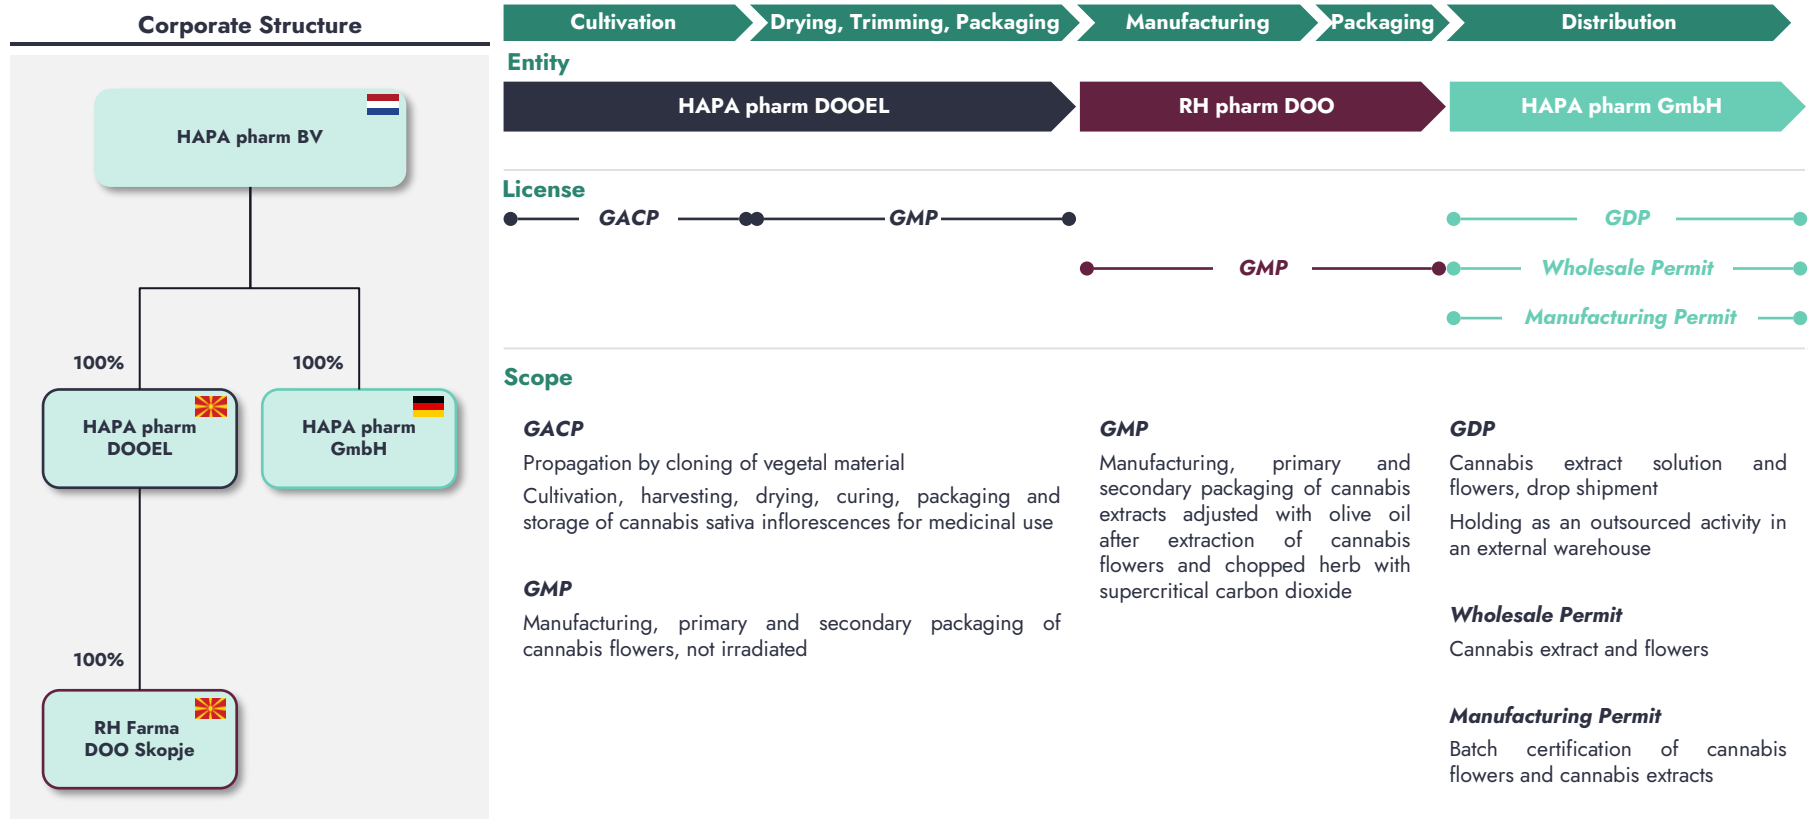 Corporate Structure
HAPA pharm BV
100%
100%
HAPA pharm
DOOEL
HAPA pharm
GmbH
100%
RH Farma
DOO Skopje
Cultivation
Drying, Trimming, Packaging
Manufacturing
Packaging
Distribution
Entity
HAPA pharm DOOEL
RH pharm DOO
HAPA pharm GmbH
License
GACP
GMP
GDP
GMP
Wholesale Permit
Manufacturing Permit
Scope
GACP
Propagation by cloning of vegetal material
Cultivation, harvesting, drying, curing, packaging and
storage of cannabis sativa inflorescences for medicinal use
GMP
Manufacturing, primary and secondary packaging of
cannabis flowers, not irradiated
GMP
Manufacturing, primary and
secondary packaging of cannabis
extracts adjusted with olive oil
after extraction of cannabis
flowers and chopped herb with
supercritical carbon dioxide
GDP
Cannabis extract solution and
flowers, drop shipment
Holding as an outsourced activity in
an external warehouse
Wholesale Permit
Cannabis extract and flowers
Manufacturing Permit
Batch certification of cannabis
flowers and cannabis extracts